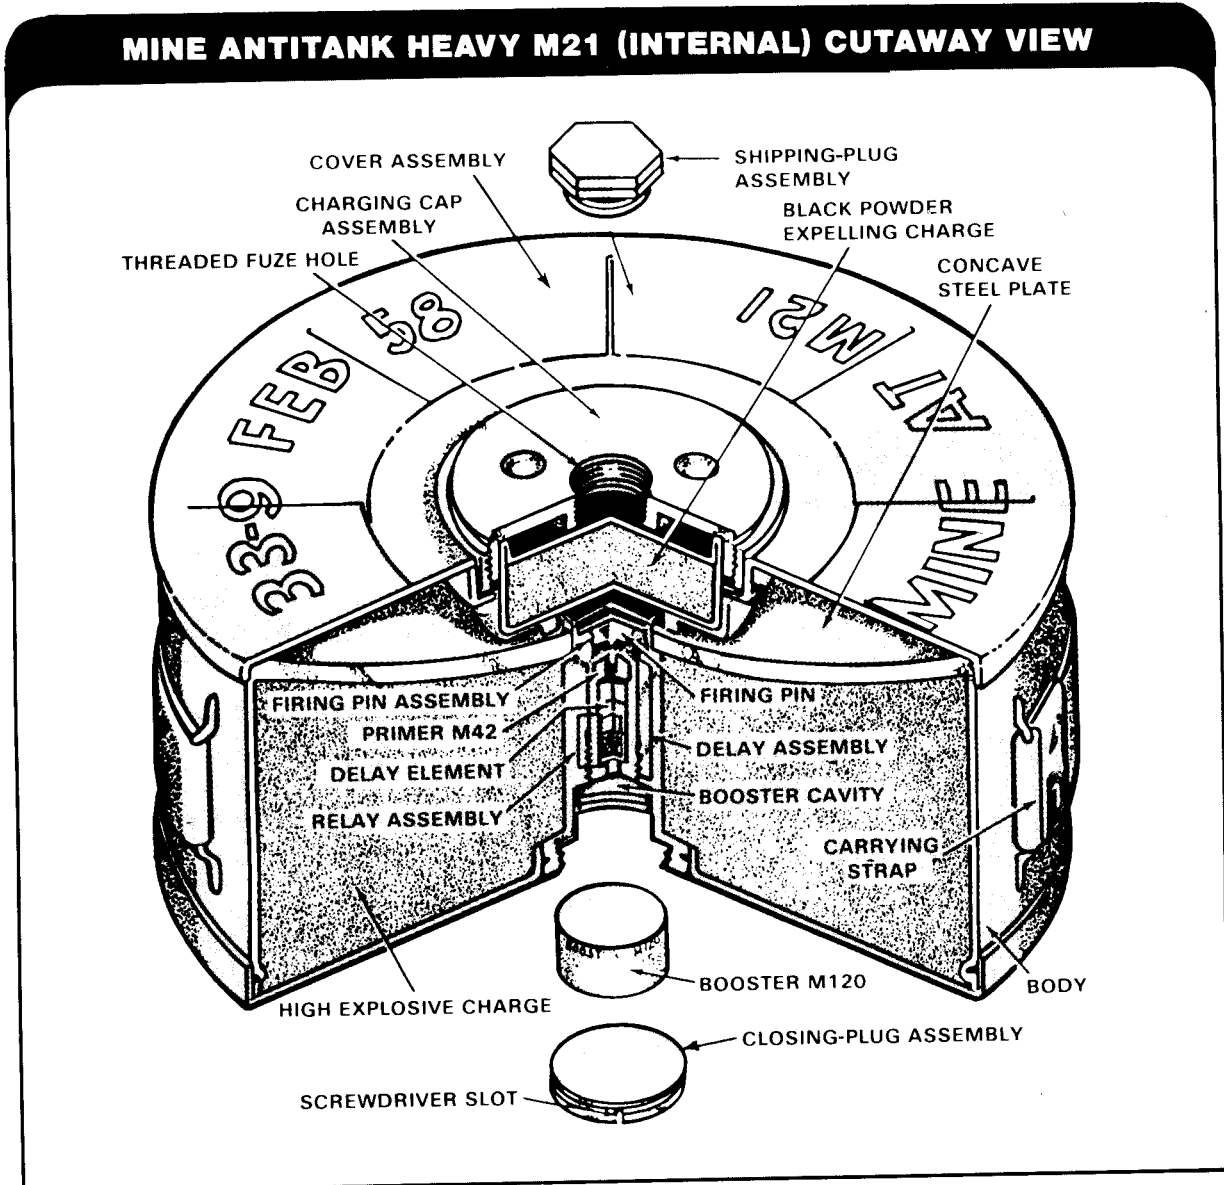 MINE ANTITANK HEAVY M21 (INTERNAL) CUTAWAY VIEW
COVER ASSEMBLY
SHIPPING-PLUG
ASSEMBLY
CHARGING CAP
ASSEMBLY
BLACK POWDER
EXPELLING CHARGE
THREADED FUZE HOLE
CONCAVE
STEEL PLATE
33-9 FEB 58
MINE AT M21
FIRING PIN ASSEMBLY
FIRING PIN
PRIMER M42
DELAY ASSEMBLY
DELAY ELEMENT
BOOSTER CAVITY
RELAY ASSEMBLY
CARRYING
STRAP
BOOSTER M120
BODY
HIGH EXPLOSIVE CHARGE
CLOSING-PLUG ASSEMBLY
SCREWDRIVER SLOT